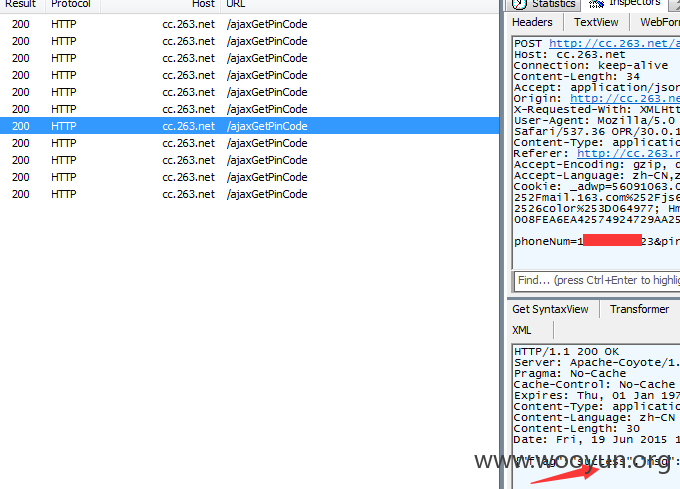 Result Protocol Host URL
200 HTTP cc.263.net /ajaxGetPinCode
200 HTTP cc.263.net /ajaxGetPinCode
200 HTTP cc.263.net /ajaxGetPinCode
200 HTTP cc.263.net /ajaxGetPinCode
200 HTTP cc.263.net /ajaxGetPinCode
200 HTTP cc.263.net /ajaxGetPinCode
200 HTTP cc.263.net /ajaxGetPinCode
200 HTTP cc.263.net /ajaxGetPinCode
200 HTTP cc.263.net /ajaxGetPinCode
200 HTTP cc.263.net /ajaxGetPinCode
200 HTTP cc.263.net /ajaxGetPinCode
Statistics Inspectors
Headers TextView WebForm
POST http://cc.263.net/a
Host: cc.263.net
Connection: keep-alive
Content-Length: 34
Accept: application/json
Origin: http://cc.263.ne
X-Requested-With: XMLHtt
User-Agent: Mozilla/5.0
Safari/537.36 OPR/30.0.1
Content-Type: application
Referer: http://cc.263.n
Accept-Encoding: gzip, d
Accept-Language: zh-CN,z
Cookie: _adwp=56091063.0
252Fmail.163.com%252Fjs6
2526color%253D064977; Hm
008FEA6EA42574924729AA25
phoneNum=1 23&pin
Find... (press Ctrl+Enter to highlig
Get SyntaxView Transformer
XML
HTTP/1.1 200 OK
Server: Apache-Coyote/1.
Pragma: No-Cache
Cache-Control: No-Cache
Expires: Thu, 01 Jan 197
Content-Type: application
Content-Language: zh-CN
Content-Length: 30
Date: Fri, 19 Jun 2015 1
"success" "msg":
www.wooyun.org